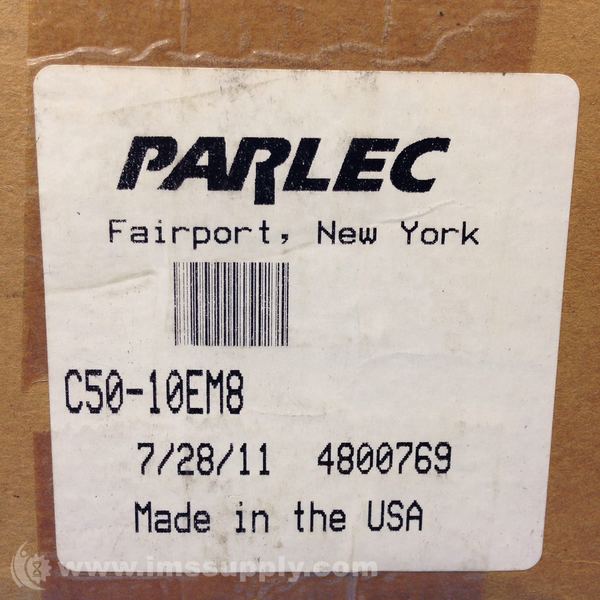 PARLEC
Fairport, New York
C50-10EM8
7/28/11 4800769
Made in the USA
www.imssupply.com